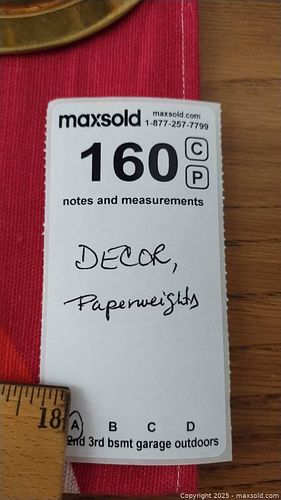 maxsold maxsold.com
1-877-257-7799
160 C
P
notes and measurements
DECOR,
Paperweights
18
A B C D
2nd 3rd bsmt garage outdoors
Copyright 2025 - maxsold.com